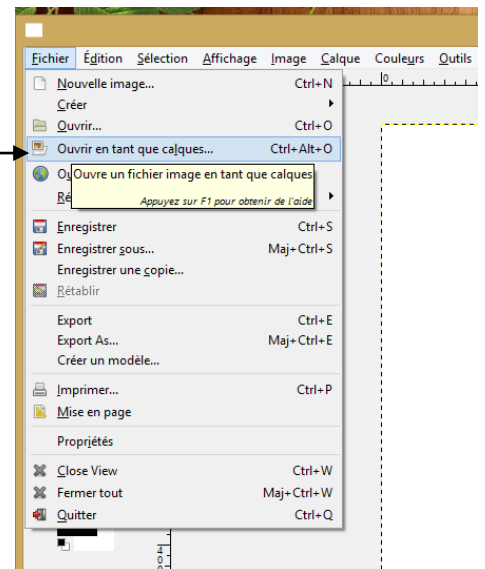 Fichier Édition Sélection Affichage Image Calque Couleurs Outils
Nouvelle image... Ctrl+N
Créer
Ouvrir... Ctrl+O
Ouvrir en tant que calques... Ctrl+Alt+O
Ouvre un fichier image en tant que calques
Appuyez sur F1 pour obtenir de l'aide
Enregistrer Ctrl+S
Enregistrer sous... Maj+Ctrl+S
Enregistrer une copie...
Rétablir
Export Ctrl+E
Export As... Maj+Ctrl+E
Créer un modèle...
Imprimer... Ctrl+P
Mise en page
Propriétés
Close View Ctrl+W
Fermer tout Maj+Ctrl+W
Quitter Ctrl+Q
0
4
0